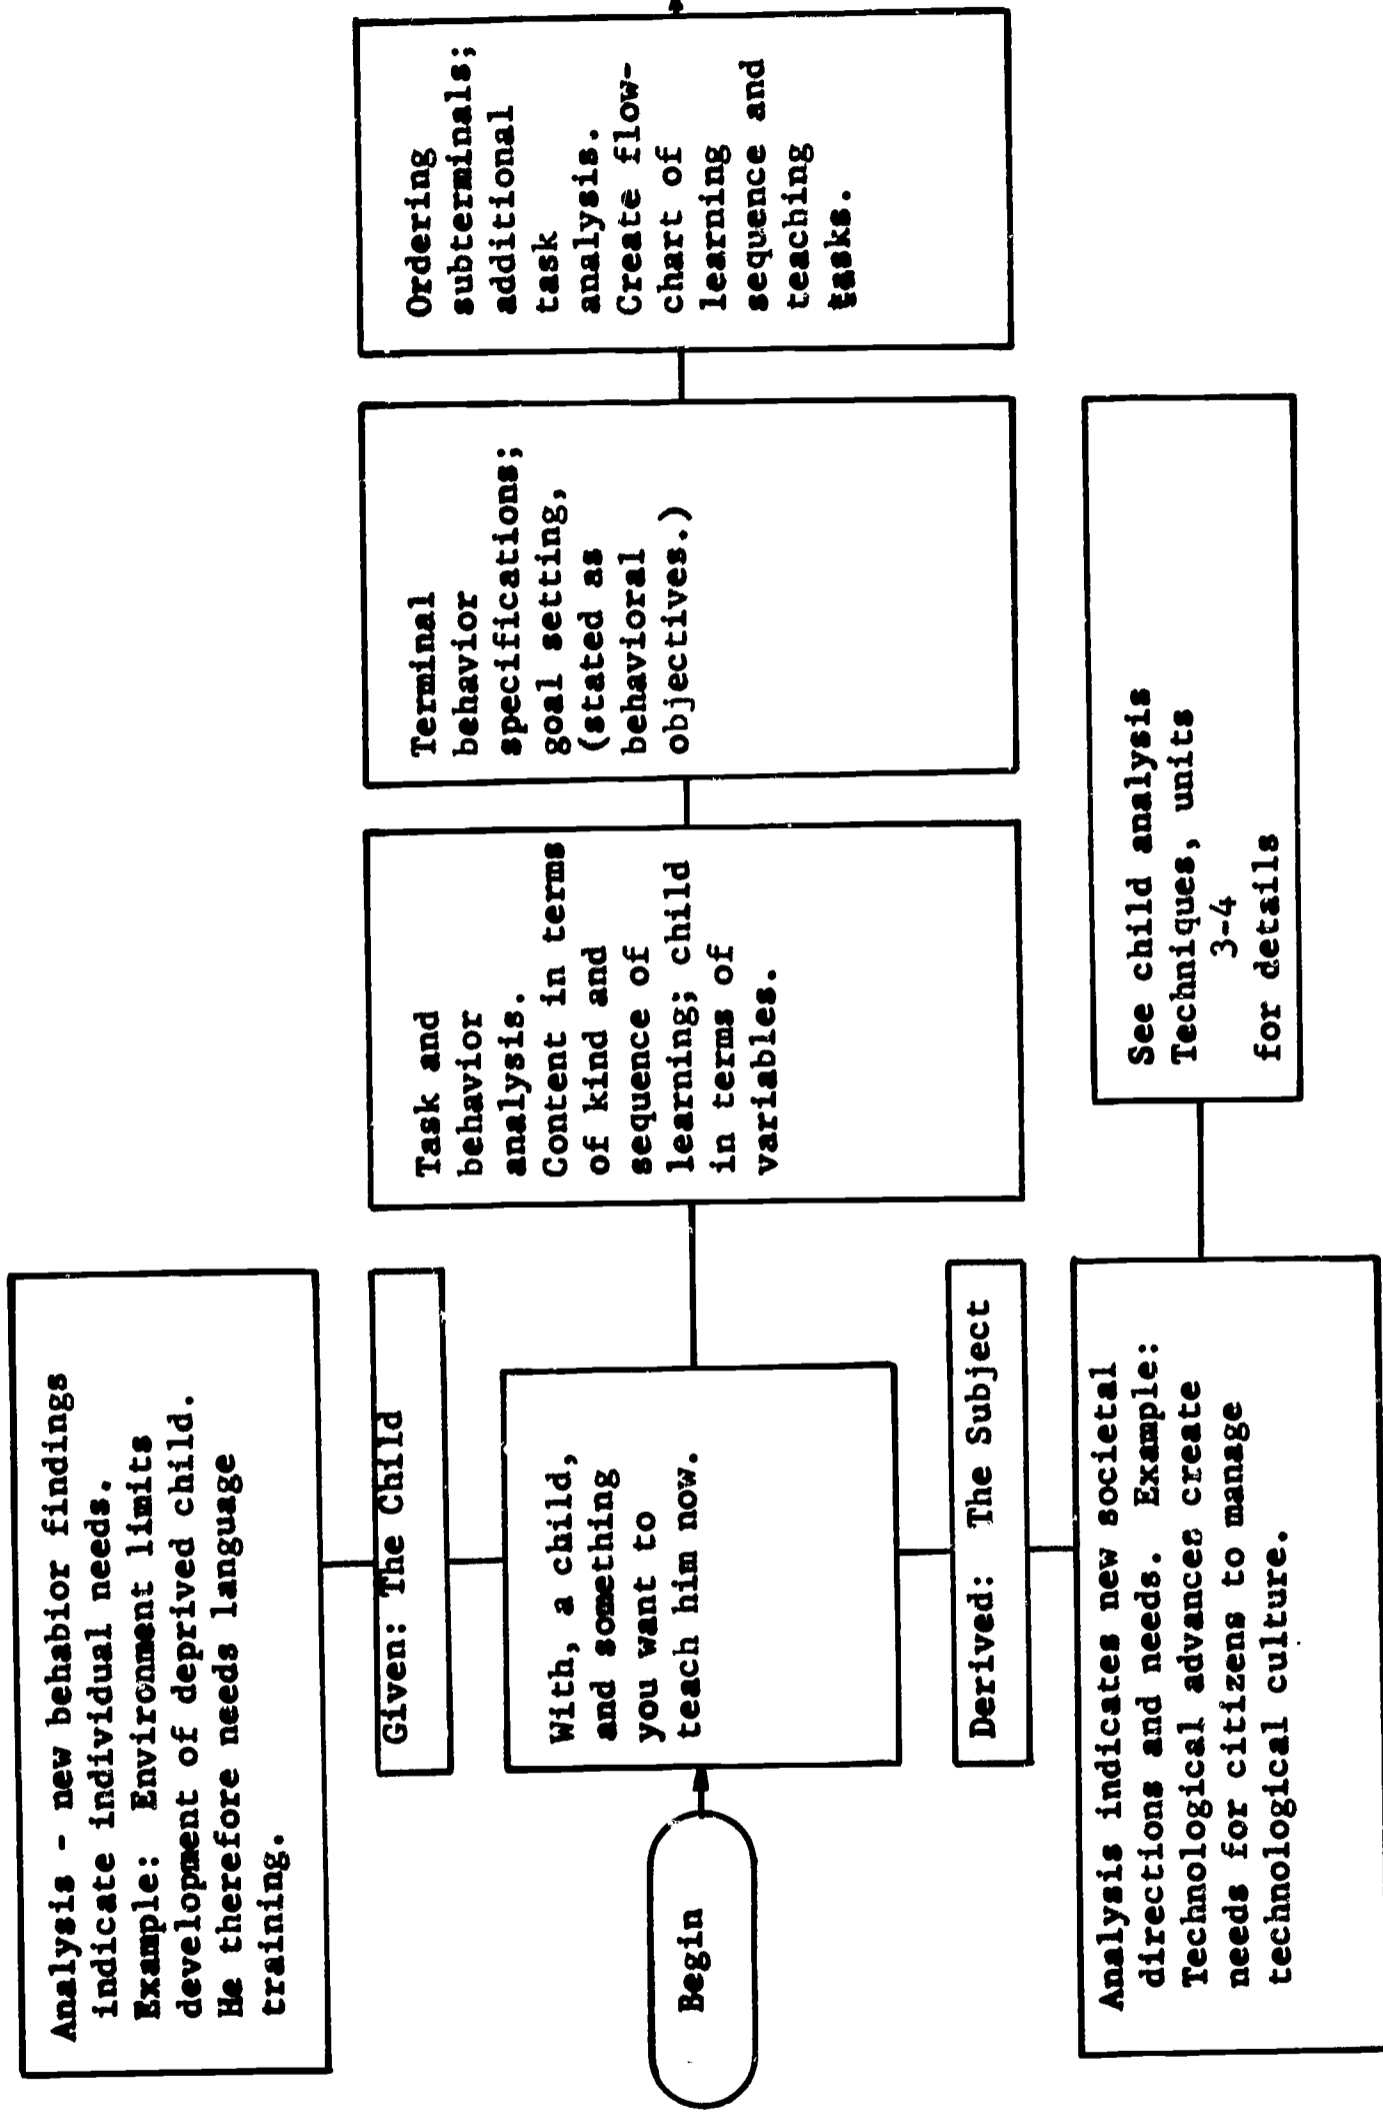 Analysis - new behabior findings
indicate individual needs.
Example: Environment limits
development of deprived child.
He therefore needs language
training.
Given: The Child
Begin
With, a child,
and something
you want to
teach him now.
Task and
behavior
analysis.
Content in terms
of kind and
sequence of
learning; child
in terms of
variables.
Terminal
behavior
specifications;
goal setting,
(stated as
behavioral
objectives.)
Ordering
subterminals;
additional
task
analysis.
Create flow-
chart of
learning
sequence and
teaching
tasks.
Derived: The Subject
Analysis indicates new societal
directions and needs. Example:
Technological advances create
needs for citizens to manage
technological culture.
See child analysis
Techniques, units
3-4
for details